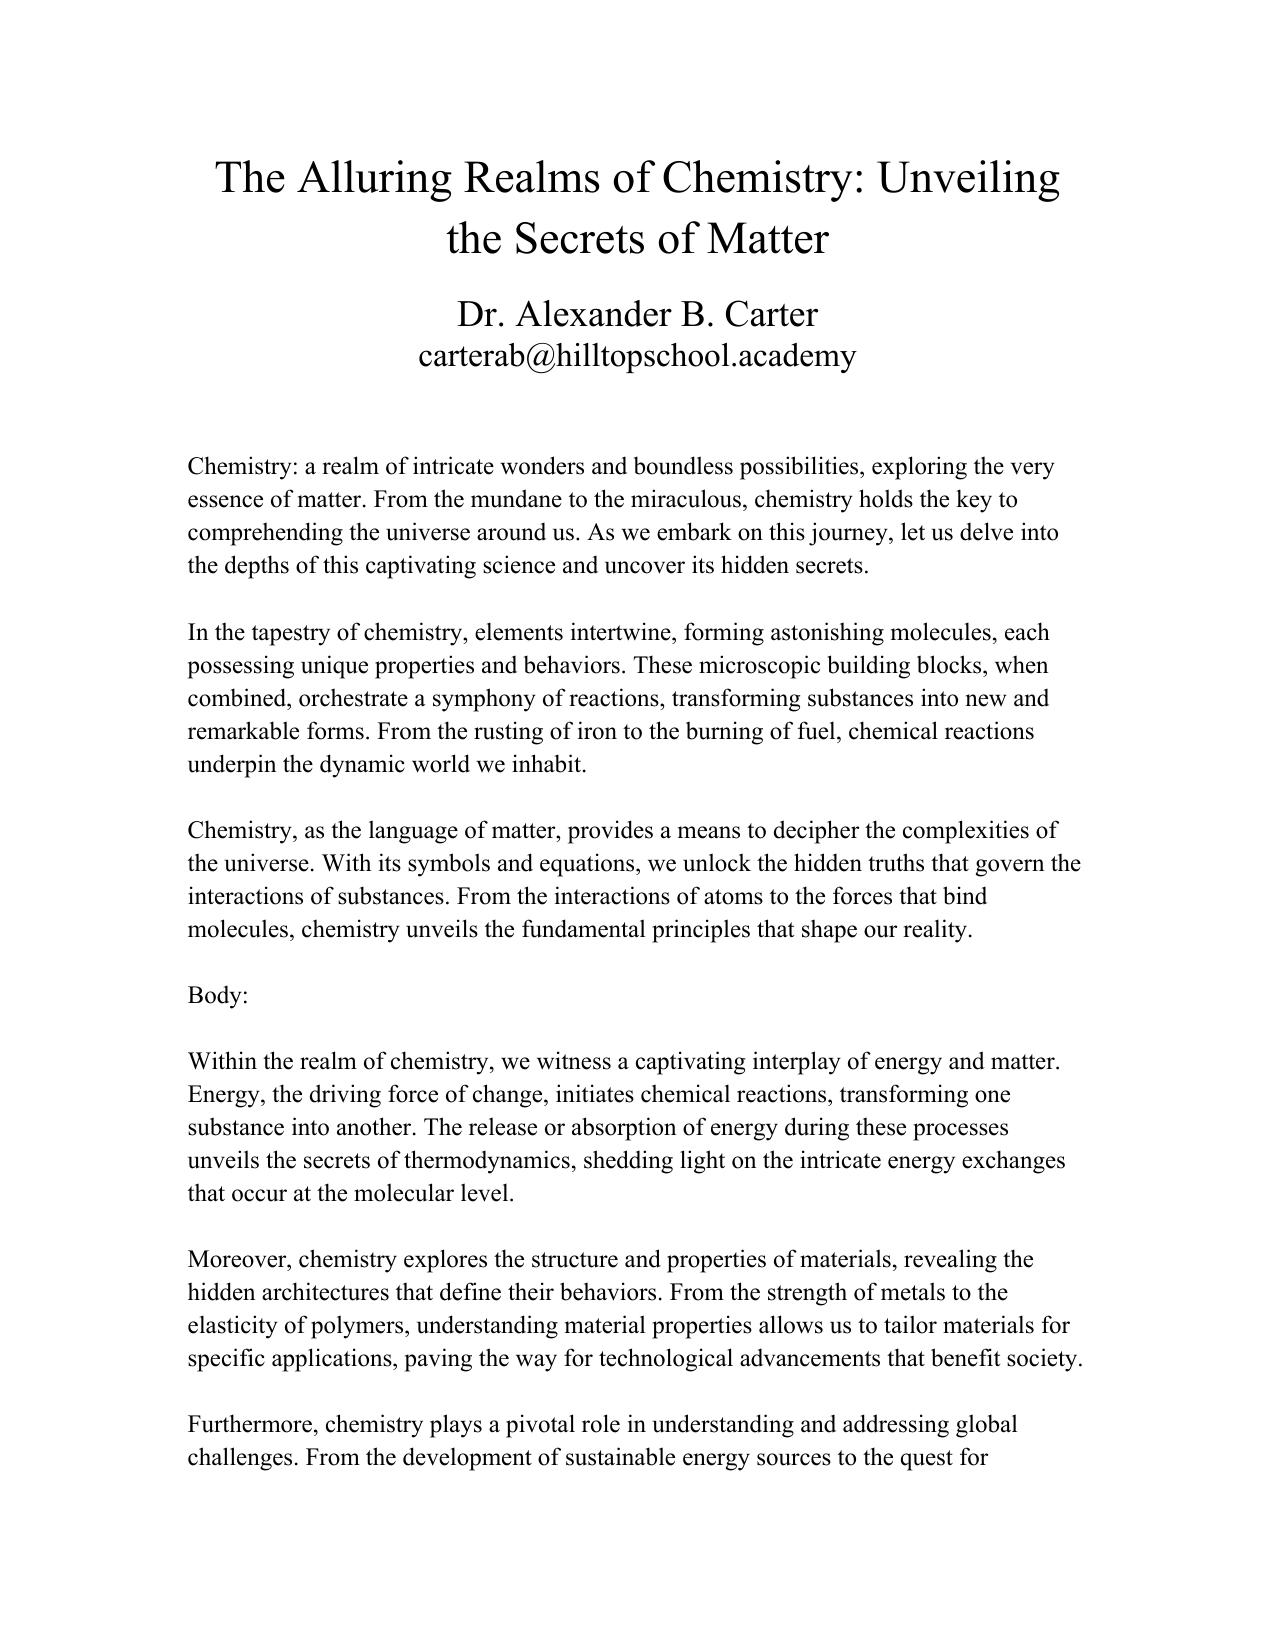 The Alluring Realms of Chemistry: Unveiling
the Secrets of Matter
Dr. Alexander B. Carter
carterab@hilltopschool.academy
Chemistry: a realm of intricate wonders and boundless possibilities, exploring the very
essence of matter. From the mundane to the miraculous, chemistry holds the key to
comprehending the universe around us. As we embark on this journey, let us delve into
the depths of this captivating science and uncover its hidden secrets.
In the tapestry of chemistry, elements intertwine, forming astonishing molecules, each
possessing unique properties and behaviors. These microscopic building blocks, when
combined, orchestrate a symphony of reactions, transforming substances into new and
remarkable forms. From the rusting of iron to the burning of fuel, chemical reactions
underpin the dynamic world we inhabit.
Chemistry, as the language of matter, provides a means to decipher the complexities of
the universe. With its symbols and equations, we unlock the hidden truths that govern the
interactions of substances. From the interactions of atoms to the forces that bind
molecules, chemistry unveils the fundamental principles that shape our reality.
Body:
Within the realm of chemistry, we witness a captivating interplay of energy and matter.
Energy, the driving force of change, initiates chemical reactions, transforming one
substance into another. The release or absorption of energy during these processes
unveils the secrets of thermodynamics, shedding light on the intricate energy exchanges
that occur at the molecular level.
Moreover, chemistry explores the structure and properties of materials, revealing the
hidden architectures that define their behaviors. From the strength of metals to the
elasticity of polymers, understanding material properties allows us to tailor materials for
specific applications, paving the way for technological advancements that benefit society.
Furthermore, chemistry plays a pivotal role in understanding and addressing global
challenges. From the development of sustainable energy sources to the quest for